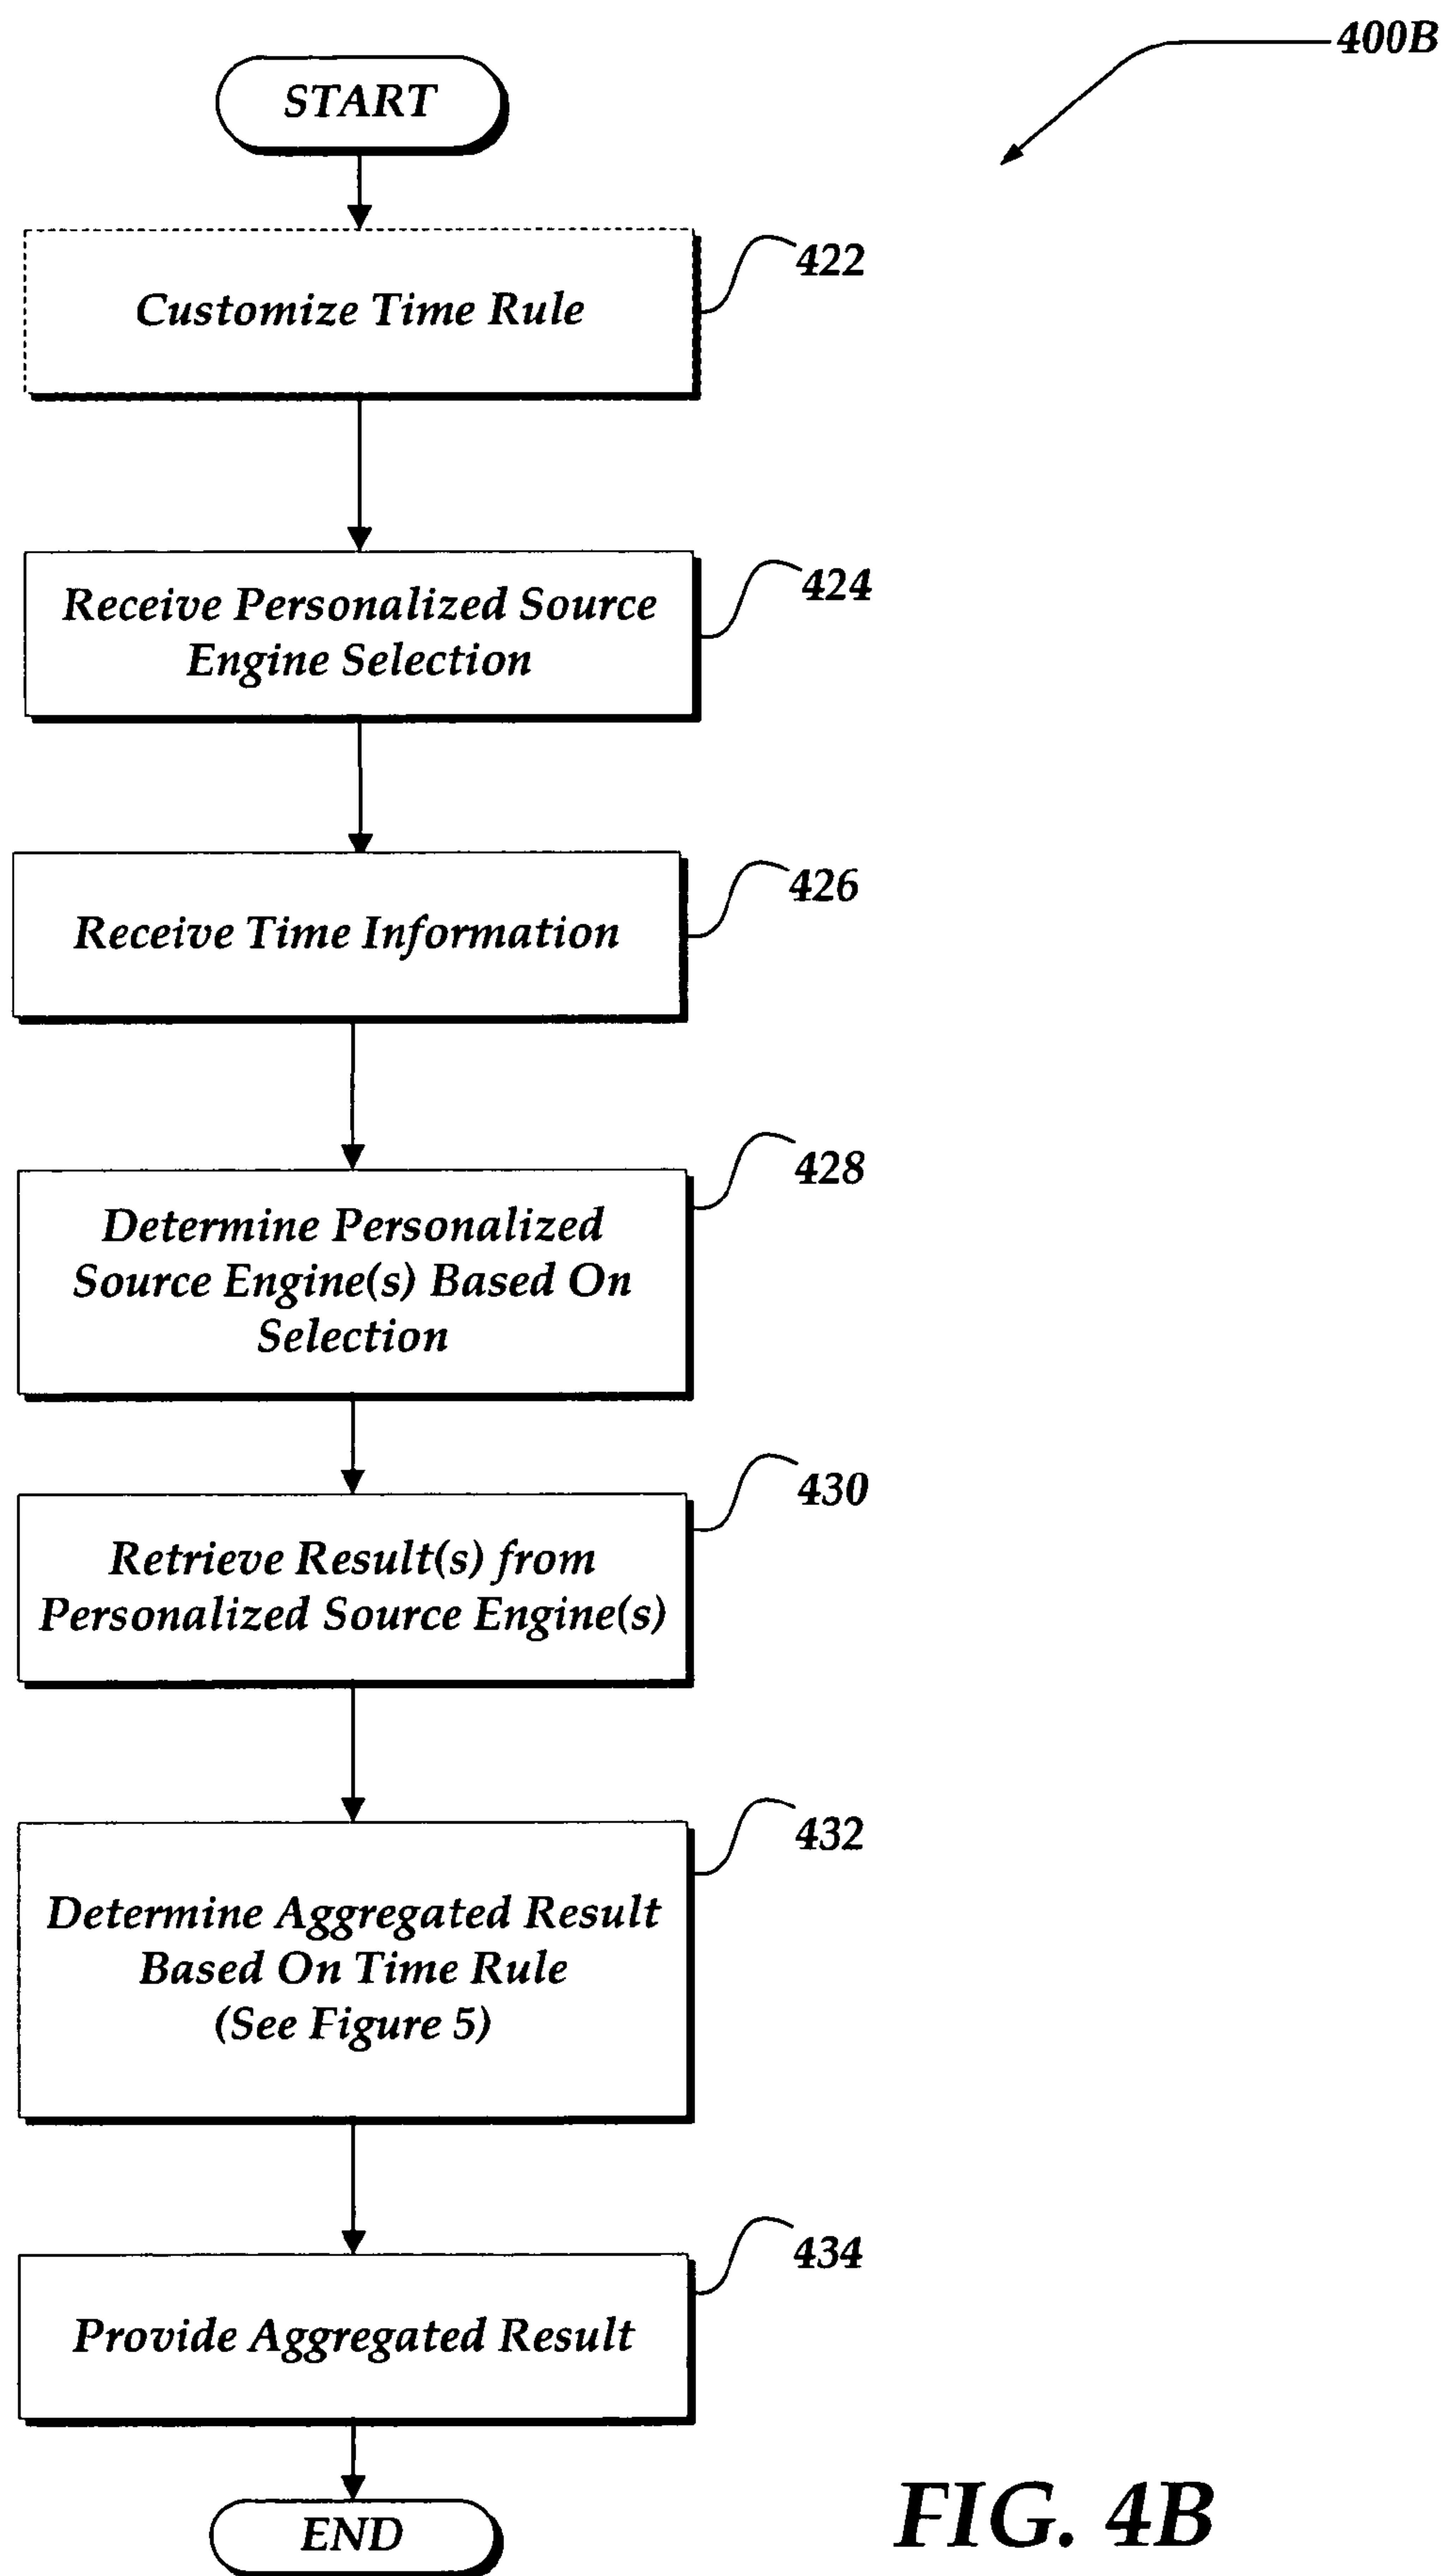 400B
START
422
Customize Time Rule
424
Receive Personalized Source
Engine Selection
426
Receive Time Information
428
Determine Personalized
Source Engine(s) Based On
Selection
430
Retrieve Result(s) from
Personalized Source Engine(s)
432
Determine Aggregated Result
Based On Time Rule
(See Figure 5)
434
Provide Aggregated Result
END
FIG. 4B